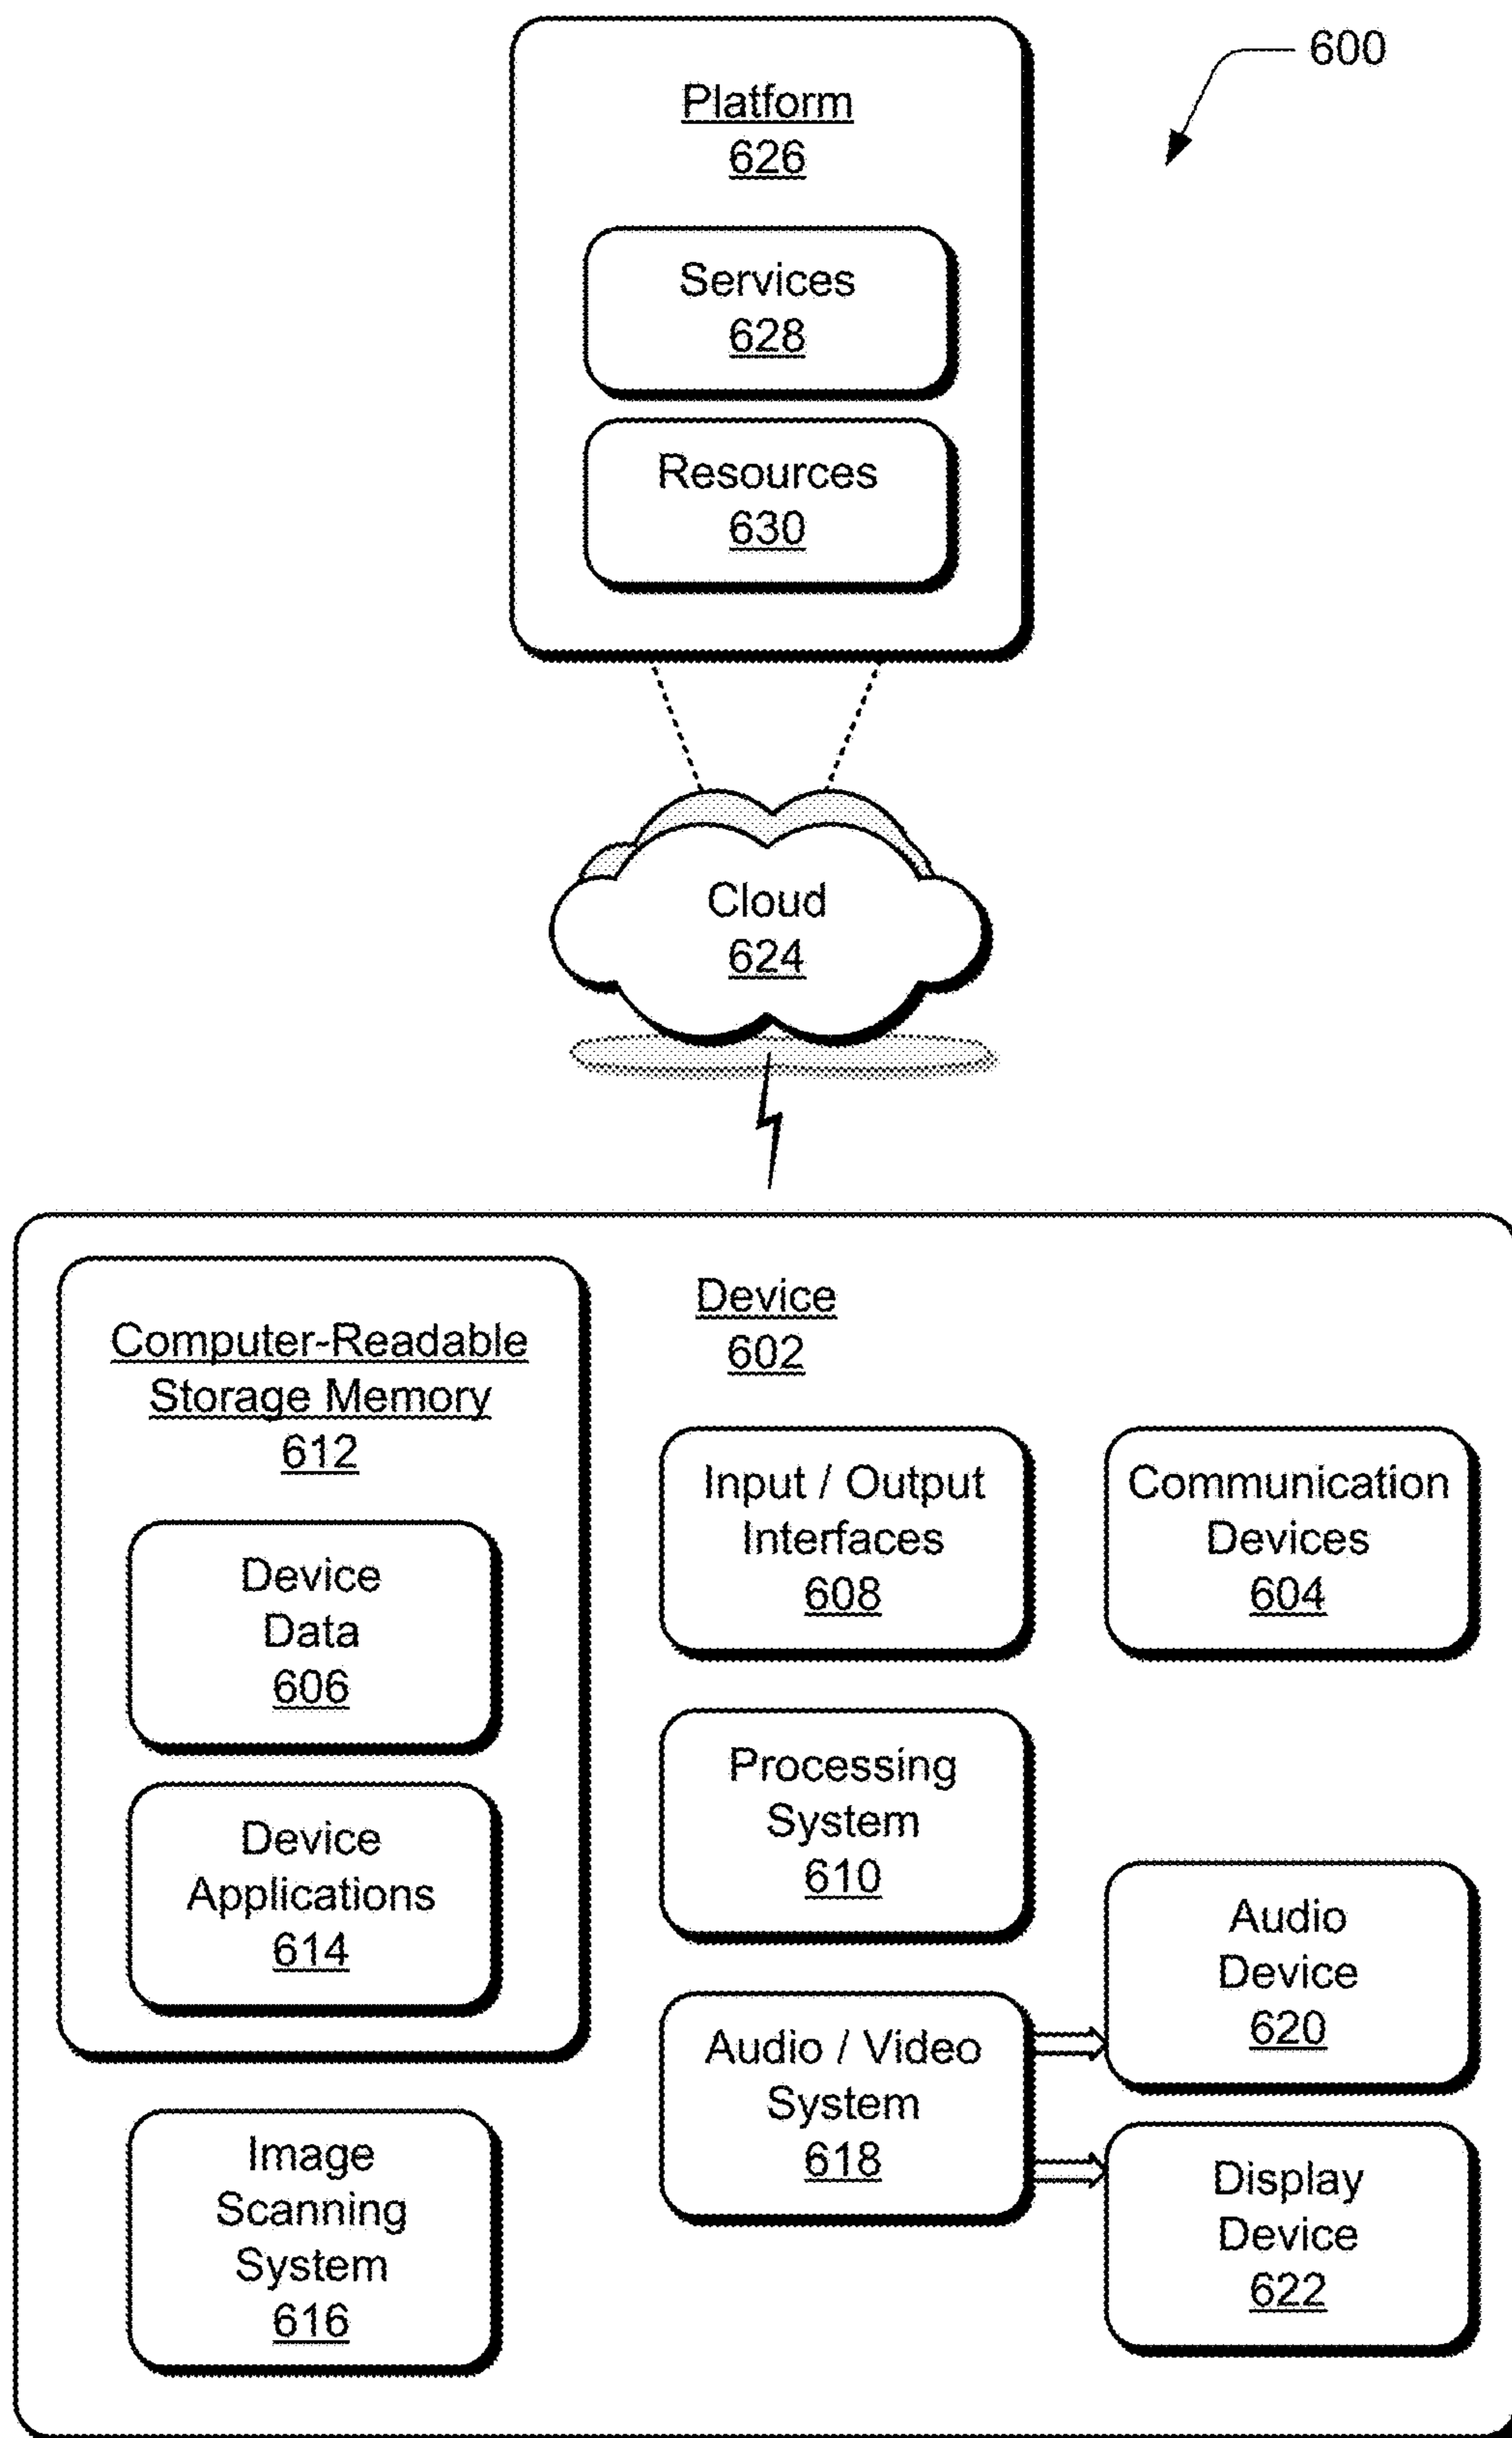 600
Platform
626
Services
628
Resources
630
Cloud
624
Device
602
Computer-Readable
Storage Memory
612
Device
Data
606
Device
Applications
614
Image
Scanning
System
616
Input / Output
Interfaces
608
Processing
System
610
Audio / Video
System
618
Communication
Devices
604
Audio
Device
620
Display
Device
622